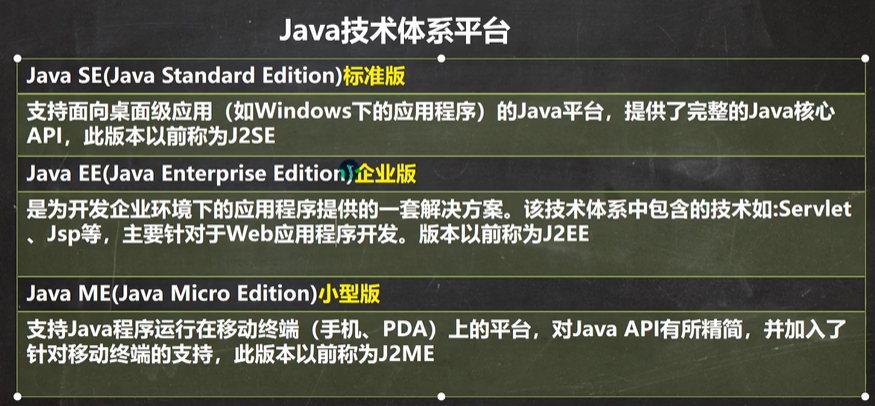 Java技术体系平台
Java SE(Java Standard Edition)标准版
支持面向桌面级应用（如Windows下的应用程序）的Java平台，提供了完整的Java核心
API，此版本以前称为J2SE
Java EE(Java Enterprise Edition)企业版
是为开发企业环境下的应用程序提供的一套解决方案。该技术体系中包含的技术如:Servlet
、Jsp等，主要针对于Web应用程序开发。版本以前称为J2EE
Java ME(Java Micro Edition)小型版
支持Java程序运行在移动终端（手机、PDA）上的平台，对Java API有所精简，并加入了
针对移动终端的支持，此版本以前称为J2ME